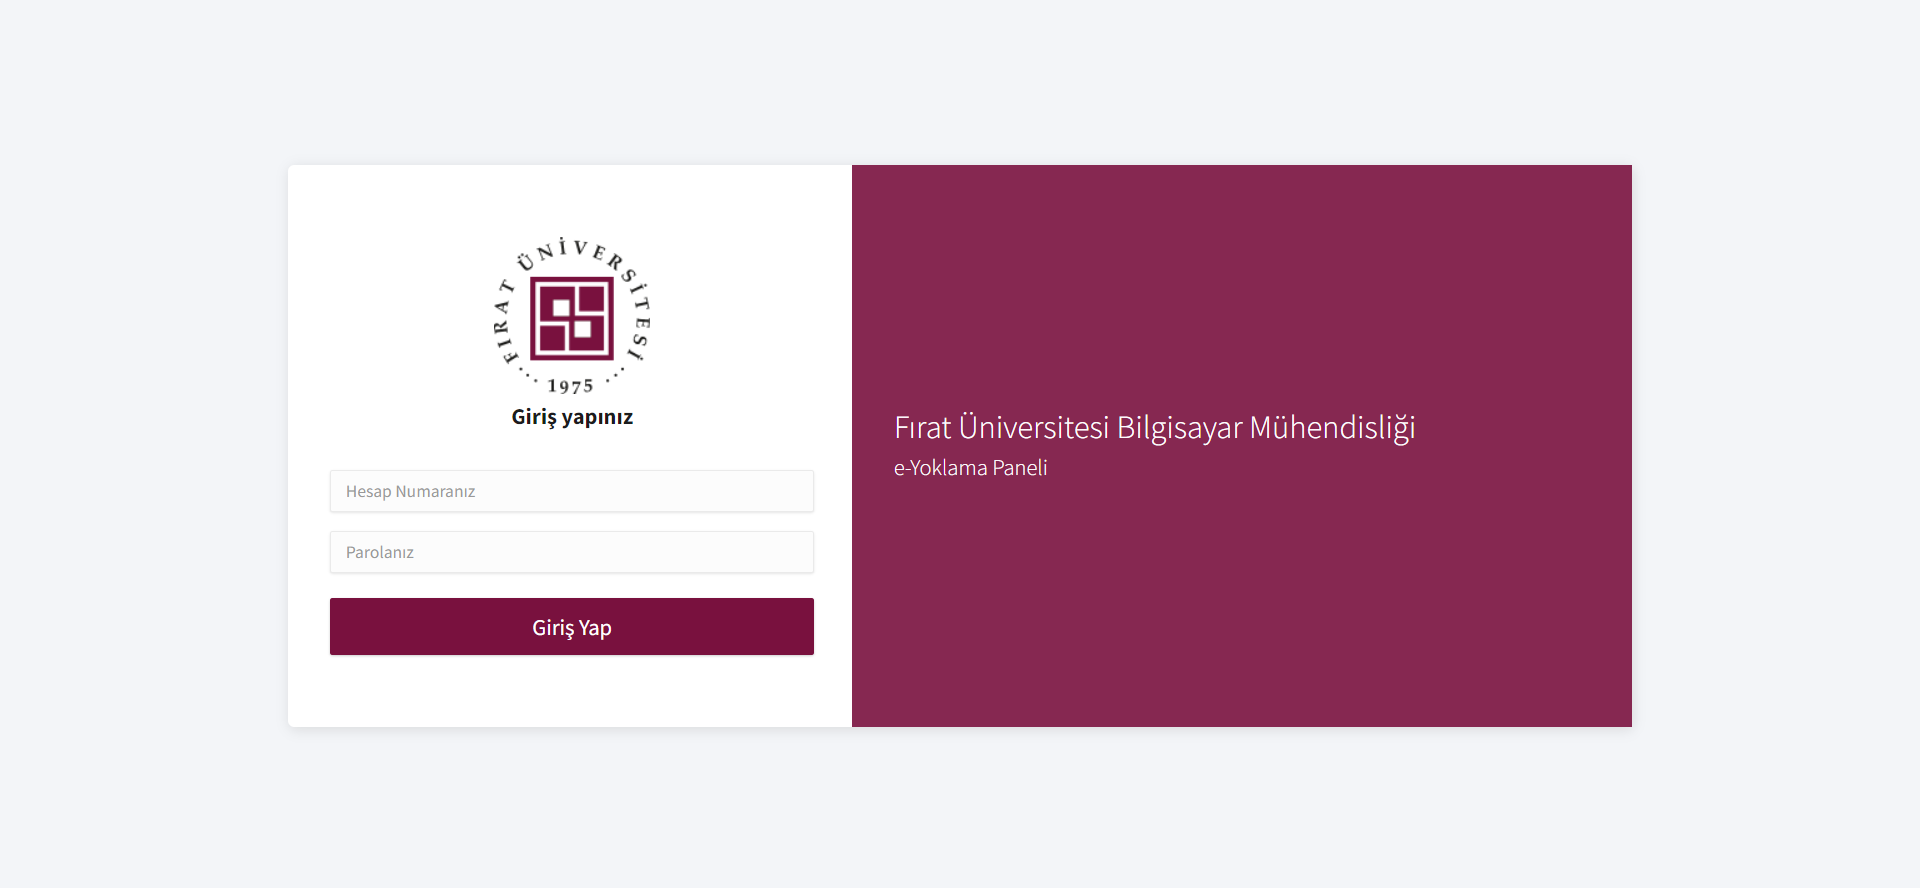 FIRAT ÜNİVERSİTESİ
... 1975 ...
Giriş yapınız
Hesap Numaranız
Parolanız
Giriş Yap
Fırat Üniversitesi Bilgisayar Mühendisliği
e-Yoklama Paneli